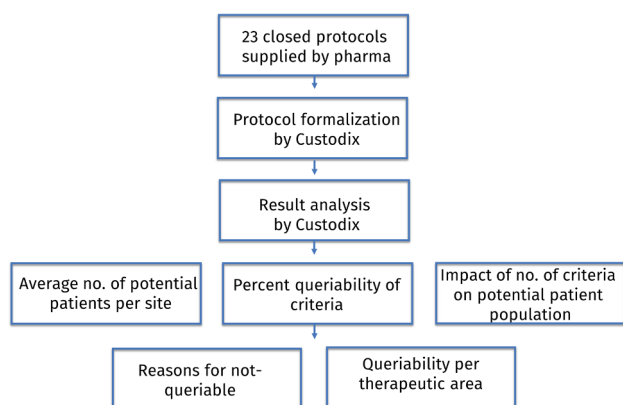 23 closed protocols
supplied by pharma
Protocol formalization
by Custodix
Result analysis
by Custodix
Average no. of potential
patients per site
Percent queriability of
criteria
Impact of no. of criteria
on potential patient
population
Reasons for not-
queriable
Queriability per
therapeutic area